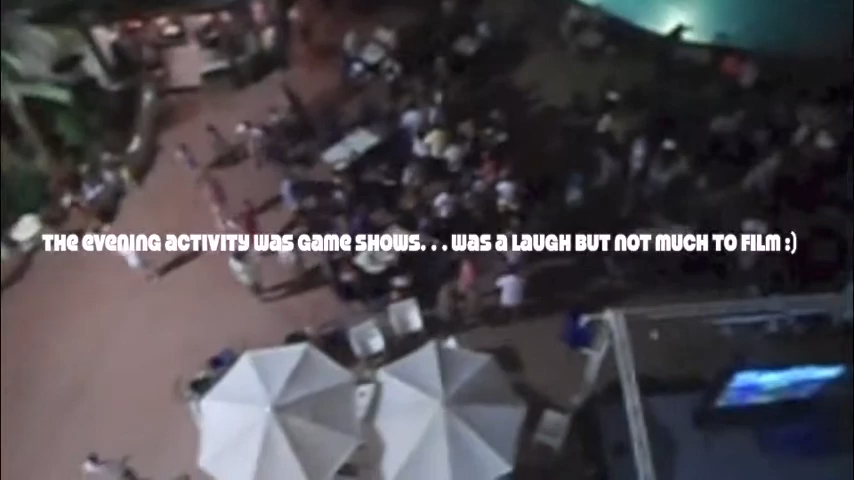 THE EVENING ACTIVITY WAS GAME SHOWS. . . WAS A LAUGH BUT NOT MUCH TO FILM :)